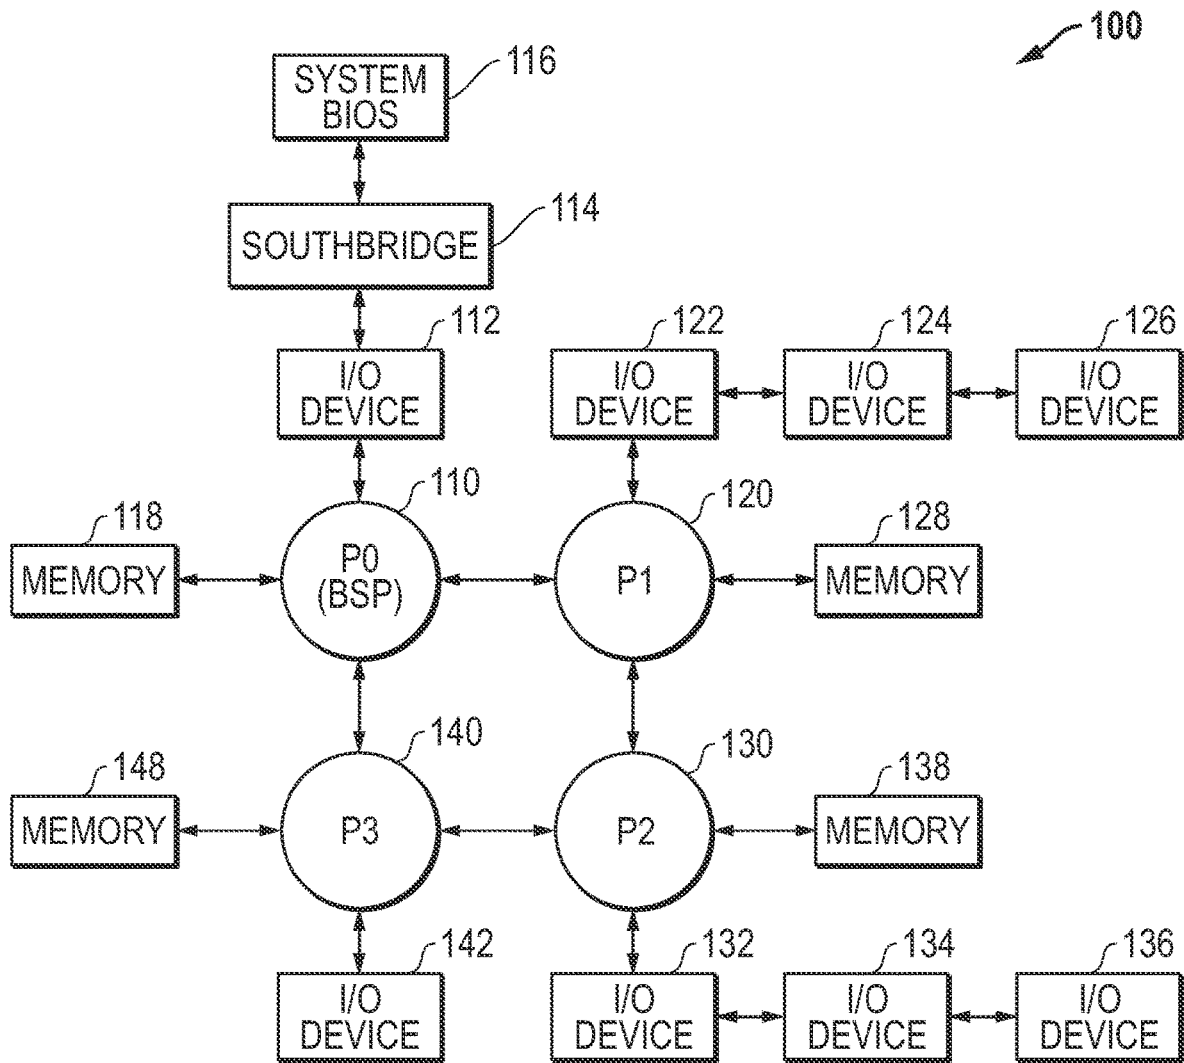 100
SYSTEM
BIOS
116
SOUTHBRIDGE
114
112
122
124
126
I/O
DEVICE
I/O
DEVICE
I/O
DEVICE
I/O
DEVICE
110
120
118
128
MEMORY
P0
(BSP)
P1
MEMORY
140
130
148
138
MEMORY
P3
P2
MEMORY
142
132
134
136
I/O
DEVICE
I/O
DEVICE
I/O
DEVICE
I/O
DEVICE